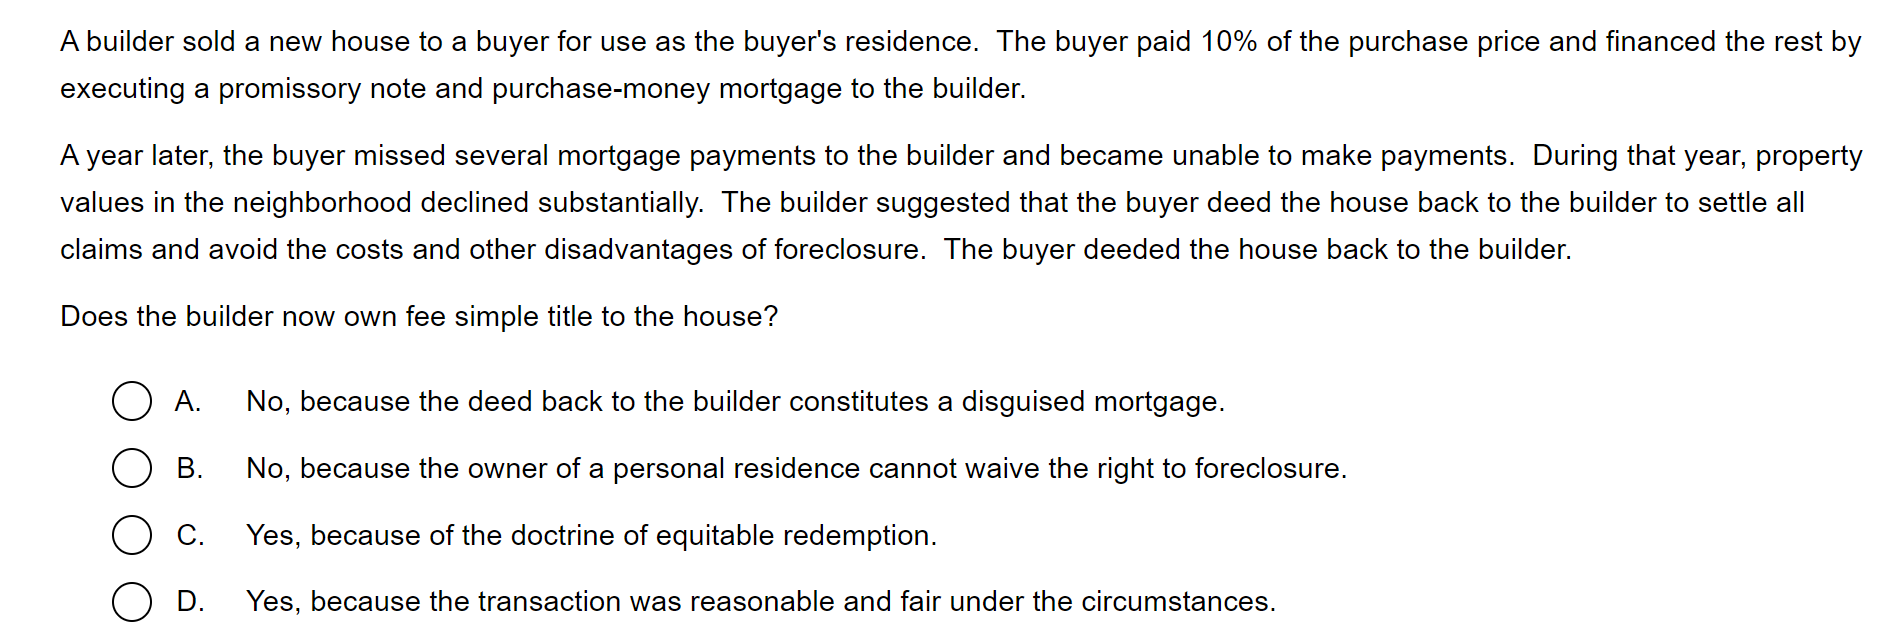 A builder sold a new house to a buyer for use as the buyer's residence.  The buyer paid 10% of the purchase price and financed the rest by
executing a promissory note and purchase-money mortgage to the builder.
A year later, the buyer missed several mortgage payments to the builder and became unable to make payments.  During that year, property
values in the neighborhood declined substantially.  The builder suggested that the buyer deed the house back to the builder to settle all
claims and avoid the costs and other disadvantages of foreclosure.  The buyer deeded the house back to the builder.
Does the builder now own fee simple title to the house?
A. No, because the deed back to the builder constitutes a disguised mortgage.
B. No, because the owner of a personal residence cannot waive the right to foreclosure.
C. Yes, because of the doctrine of equitable redemption.
D. Yes, because the transaction was reasonable and fair under the circumstances.